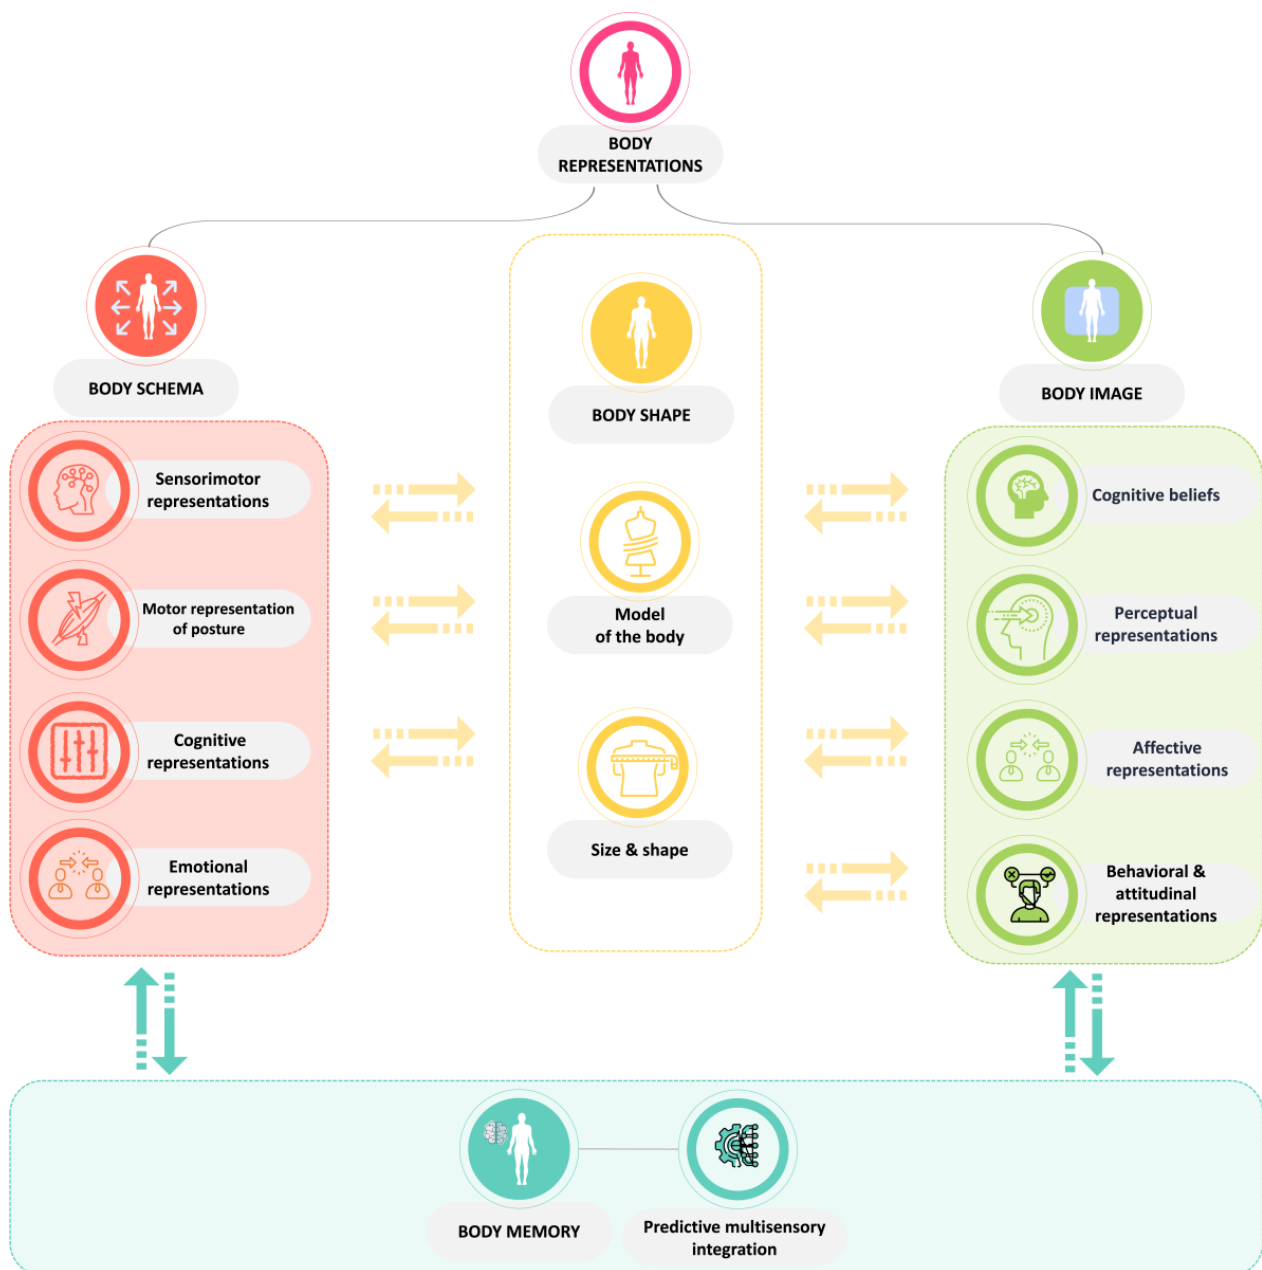 BODY
REPRESENTATIONS
BODY SCHEMA
Sensorimotor
representations
Motor representation
of posture
Cognitive
representations
Emotional
representations
BODY SHAPE
Model
of the body
Size & shape
BODY IMAGE
Cognitive beliefs
Perceptual
representations
Affective
representations
Behavioral &
attitudinal
representations
BODY MEMORY
Predictive multisensory
integration